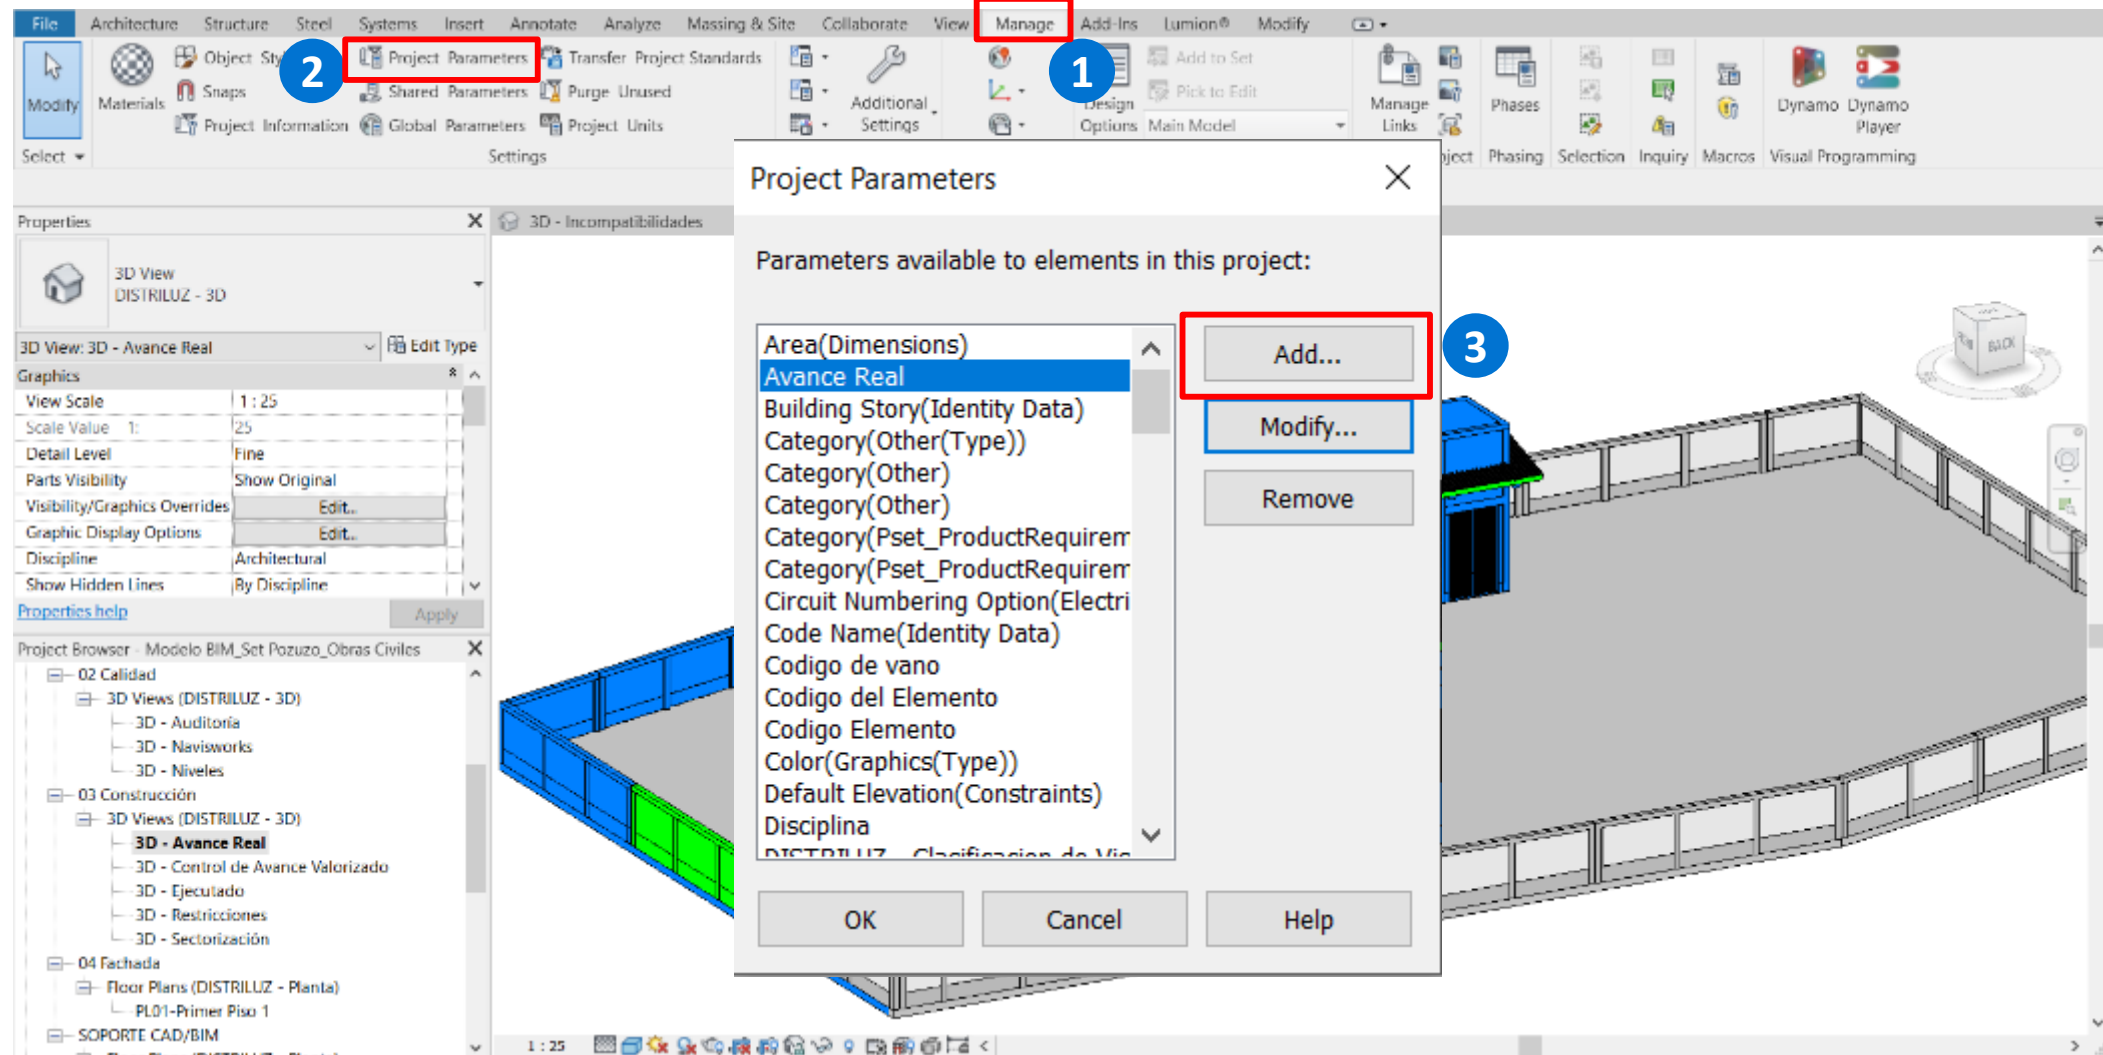 File Architecture Structure Steel Systems Insert Annotate Analyze Massing & Site Collaborate View Manage Add-Ins Lumion® Modify
Modify
Select
Materials
Object
Snaps
Project Information
2
Project Parameters
Shared Parameters
Global Parameters
Transfer Project Standards
Purge Unused
Project Units
Settings
Additional
Settings
1
Design
Options
Add to Set
Pick to Edit
Main Model
Manage
Links
Phases
Dynamo
Dynamo
Player
Phasing Selection Inquiry Macros Visual Programming
Properties
3D View
DISTRILUZ - 3D
3D View: 3D - Avance Real
Edit Type
Graphics
View Scale 1 : 25
Scale Value 1: 25
Detail Level Fine
Parts Visibility Show Original
Visibility/Graphics Overrides Edit...
Graphic Display Options Edit...
Discipline Architectural
Show Hidden Lines By Discipline
Properties help
Apply
Project Browser - Modelo BIM_Set Pozuzo_Obras Civiles
02 Calidad
3D Views (DISTRILUZ - 3D)
3D - Auditoría
3D - Navisworks
3D - Niveles
03 Construcción
3D Views (DISTRILUZ - 3D)
3D - Avance Real
3D - Control de Avance Valorizado
3D - Ejecutado
3D - Restricciones
3D - Sectorización
04 Fachada
Floor Plans (DISTRILUZ - Planta)
PL01-Primer Piso 1
SOPORTE CAD/BIM
3D - Incompatibilidades
Project Parameters
Parameters available to elements in this project:
Area(Dimensions)
Avance Real
Building Story(Identity Data)
Category(Other(Type))
Category(Other)
Category(Other)
Category(Pset_ProductRequirem
Category(Pset_ProductRequirem
Circuit Numbering Option(Electri
Code Name(Identity Data)
Codigo de vano
Codigo del Elemento
Codigo Elemento
Color(Graphics(Type))
Default Elevation(Constraints)
Disciplina
DISTRILUZ - Clasificacion de Vis
Add...
3
Modify...
Remove
OK
Cancel
Help
BACK
1 : 25